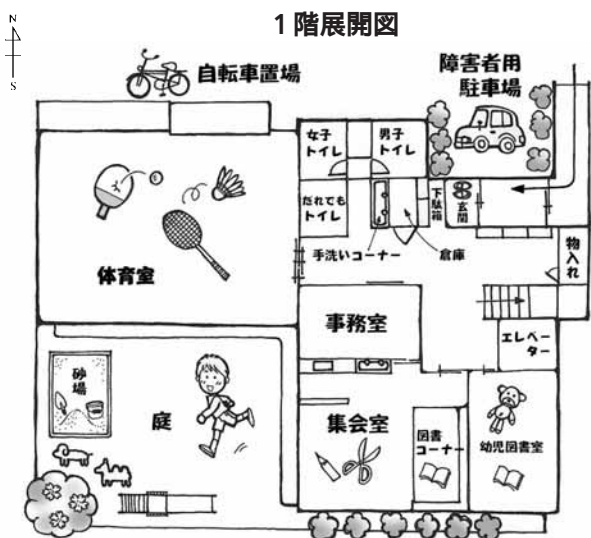 1階展開図
N
S
自転車置場
障害者用
駐車場
女子
トイレ
男子
トイレ
だれでも
トイレ
下駄箱
玄関
手洗いコーナー
倉庫
物入れ
体育室
事務室
エレベー
ター
砂場
庭
集会室
図書
コーナー
幼児図書室